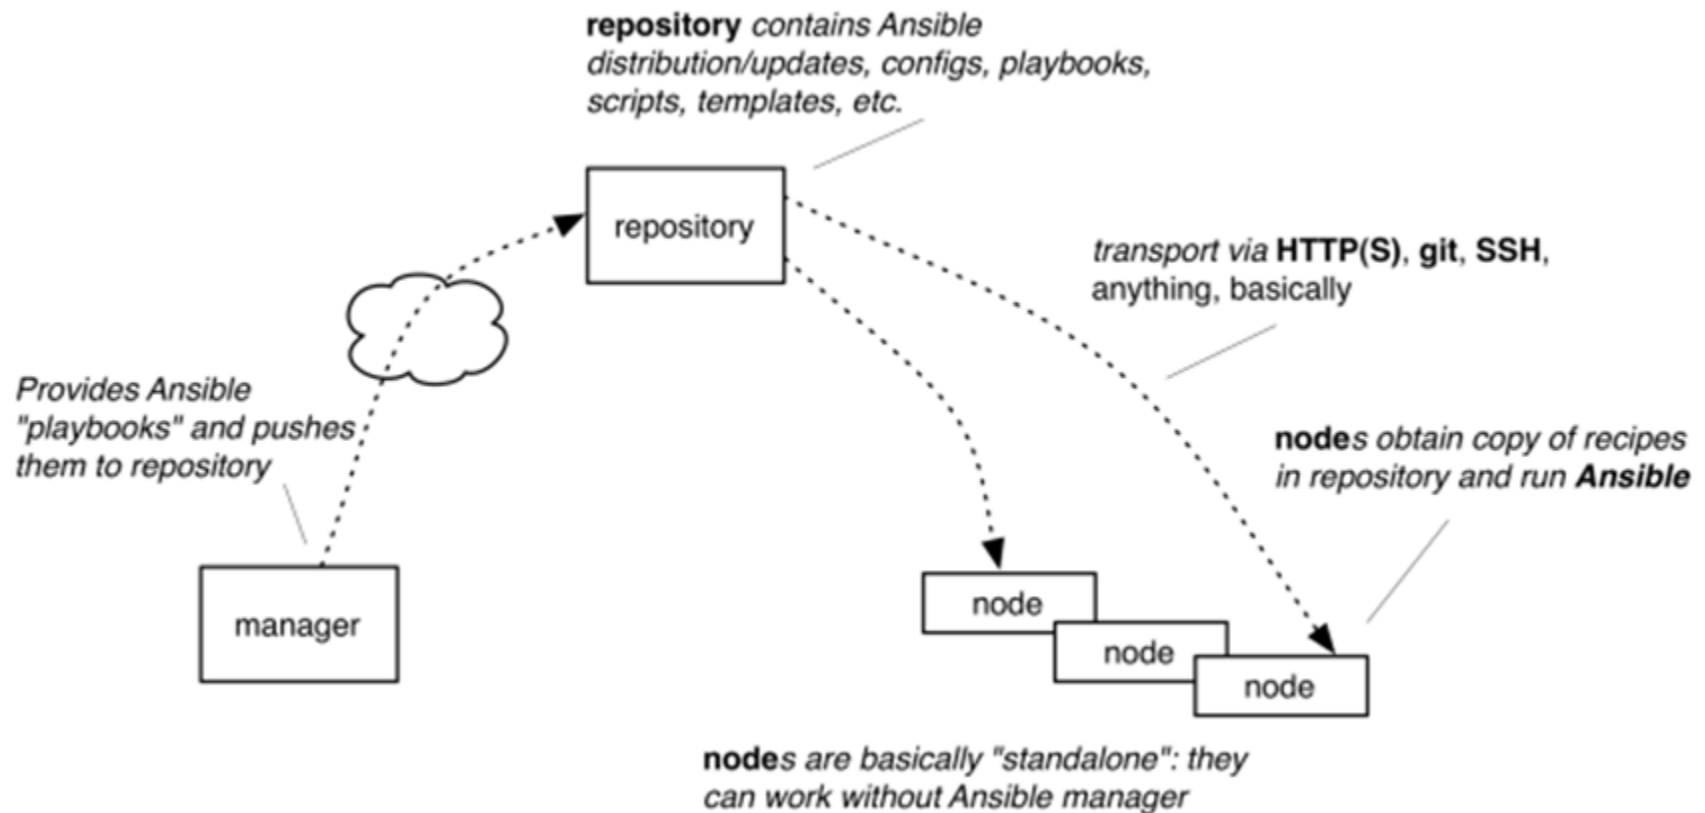 repository contains Ansible
distribution/updates, configs, playbooks,
scripts, templates, etc.
repository
transport via HTTP(S), git, SSH,
anything, basically
Provides Ansible
"playbooks" and pushes
them to repository
nodes obtain copy of recipes
in repository and run Ansible
manager
node
node
node
nodes are basically "standalone": they
can work without Ansible manager